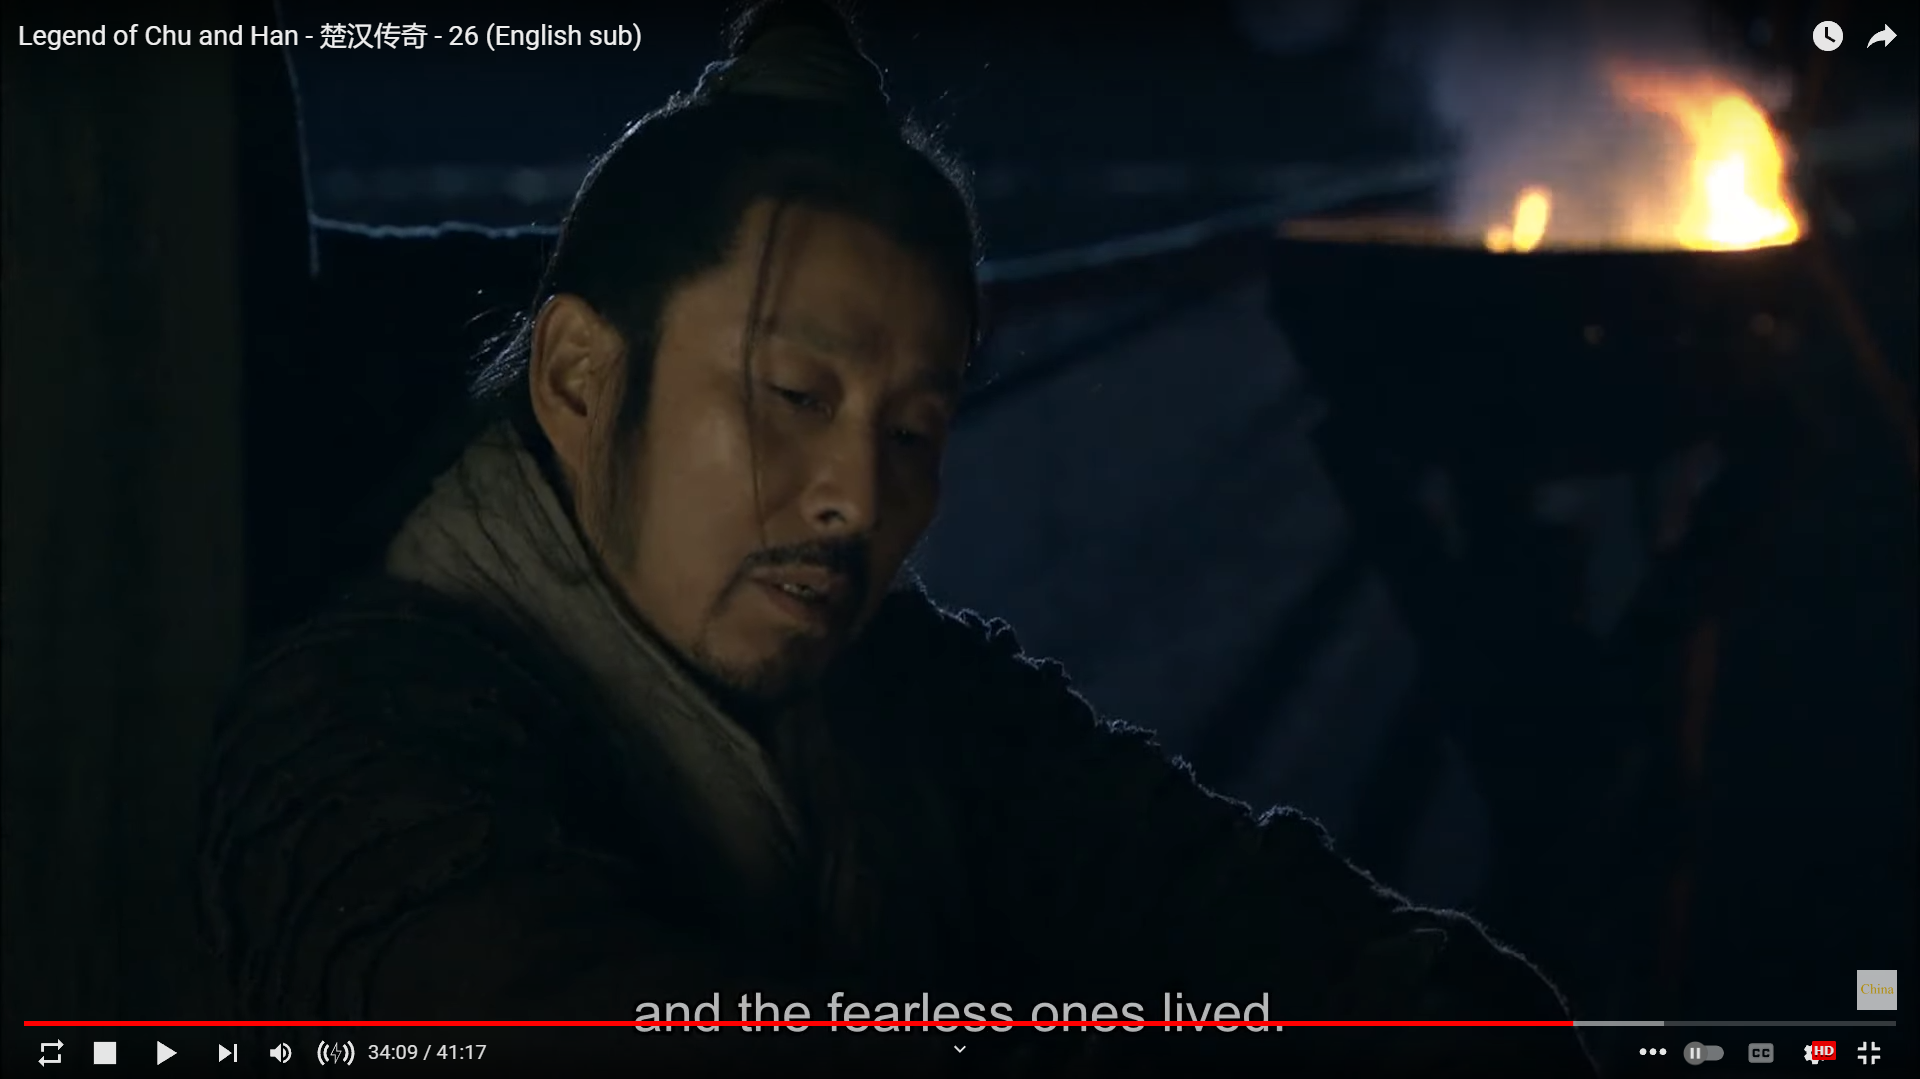 Legend of Chu and Han - 楚汉传奇 - 26 (English sub)
and the fearless ones lived.
China
34:09 / 41:17
CC
HD